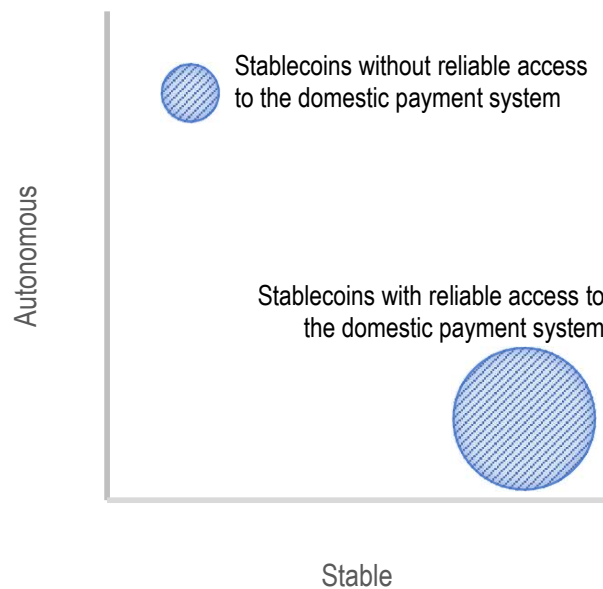 Stablecoins without reliable access
to the domestic payment system
Autonomous
Stablecoins with reliable access to
the domestic payment system
Stable